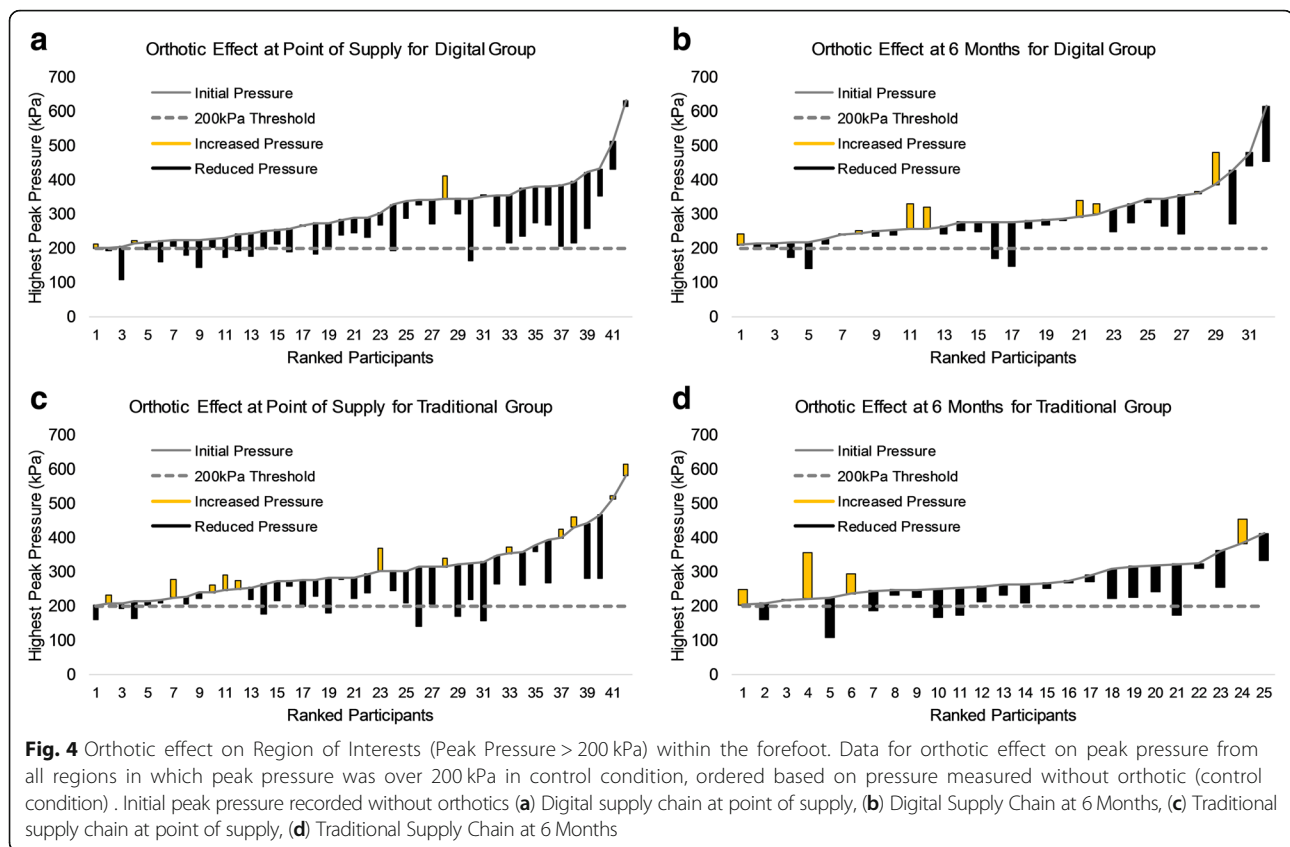 a
Orthotic Effect at Point of Supply for Digital Group
Highest Peak Pressure (kPa)
700
600
500
400
300
200
100
0
Initial Pressure
200kPa Threshold
Increased Pressure
Reduced Pressure
1 3 5 7 9 11 13 15 17 19 21 23 25 27 29 31 33 35 37 39 41
Ranked Participants
b
Orthotic Effect at 6 Months for Digital Group
Highest Peak Pressure (kPa)
700
600
500
400
300
200
100
0
Initial Pressure
200kPa Threshold
Increased Pressure
Reduced Pressure
1 3 5 7 9 11 13 15 17 19 21 23 25 27 29 31
Ranked Participants
c
Orthotic Effect at Point of Supply for Traditional Group
Highest Peak Pressure (kPa)
700
600
500
400
300
200
100
0
Initial Pressure
200kPa Threshold
Increased Pressure
Reduced Pressure
1 3 5 7 9 11 13 15 17 19 21 23 25 27 29 31 33 35 37 39 41
Ranked Participants
d
Orthotic Effect at 6 Months for Traditional Group
Highest Peak Pressure (kPa)
700
600
500
400
300
200
100
0
Initial Pressure
200kPa Threshold
Increased Pressure
Reduced Pressure
1 2 3 4 5 6 7 8 9 10 11 12 13 14 15 16 17 18 19 20 21 22 23 24 25
Ranked Participants
Fig. 4 Orthotic effect on Region of Interests (Peak Pressure > 200 kPa) within the forefoot. Data for orthotic effect on peak pressure from
all regions in which peak pressure was over 200 kPa in control condition, ordered based on pressure measured without orthotic (control
condition) . Initial peak pressure recorded without orthotics (a) Digital supply chain at point of supply, (b) Digital Supply Chain at 6 Months, (c) Traditional
supply chain at point of supply, (d) Traditional Supply Chain at 6 Months